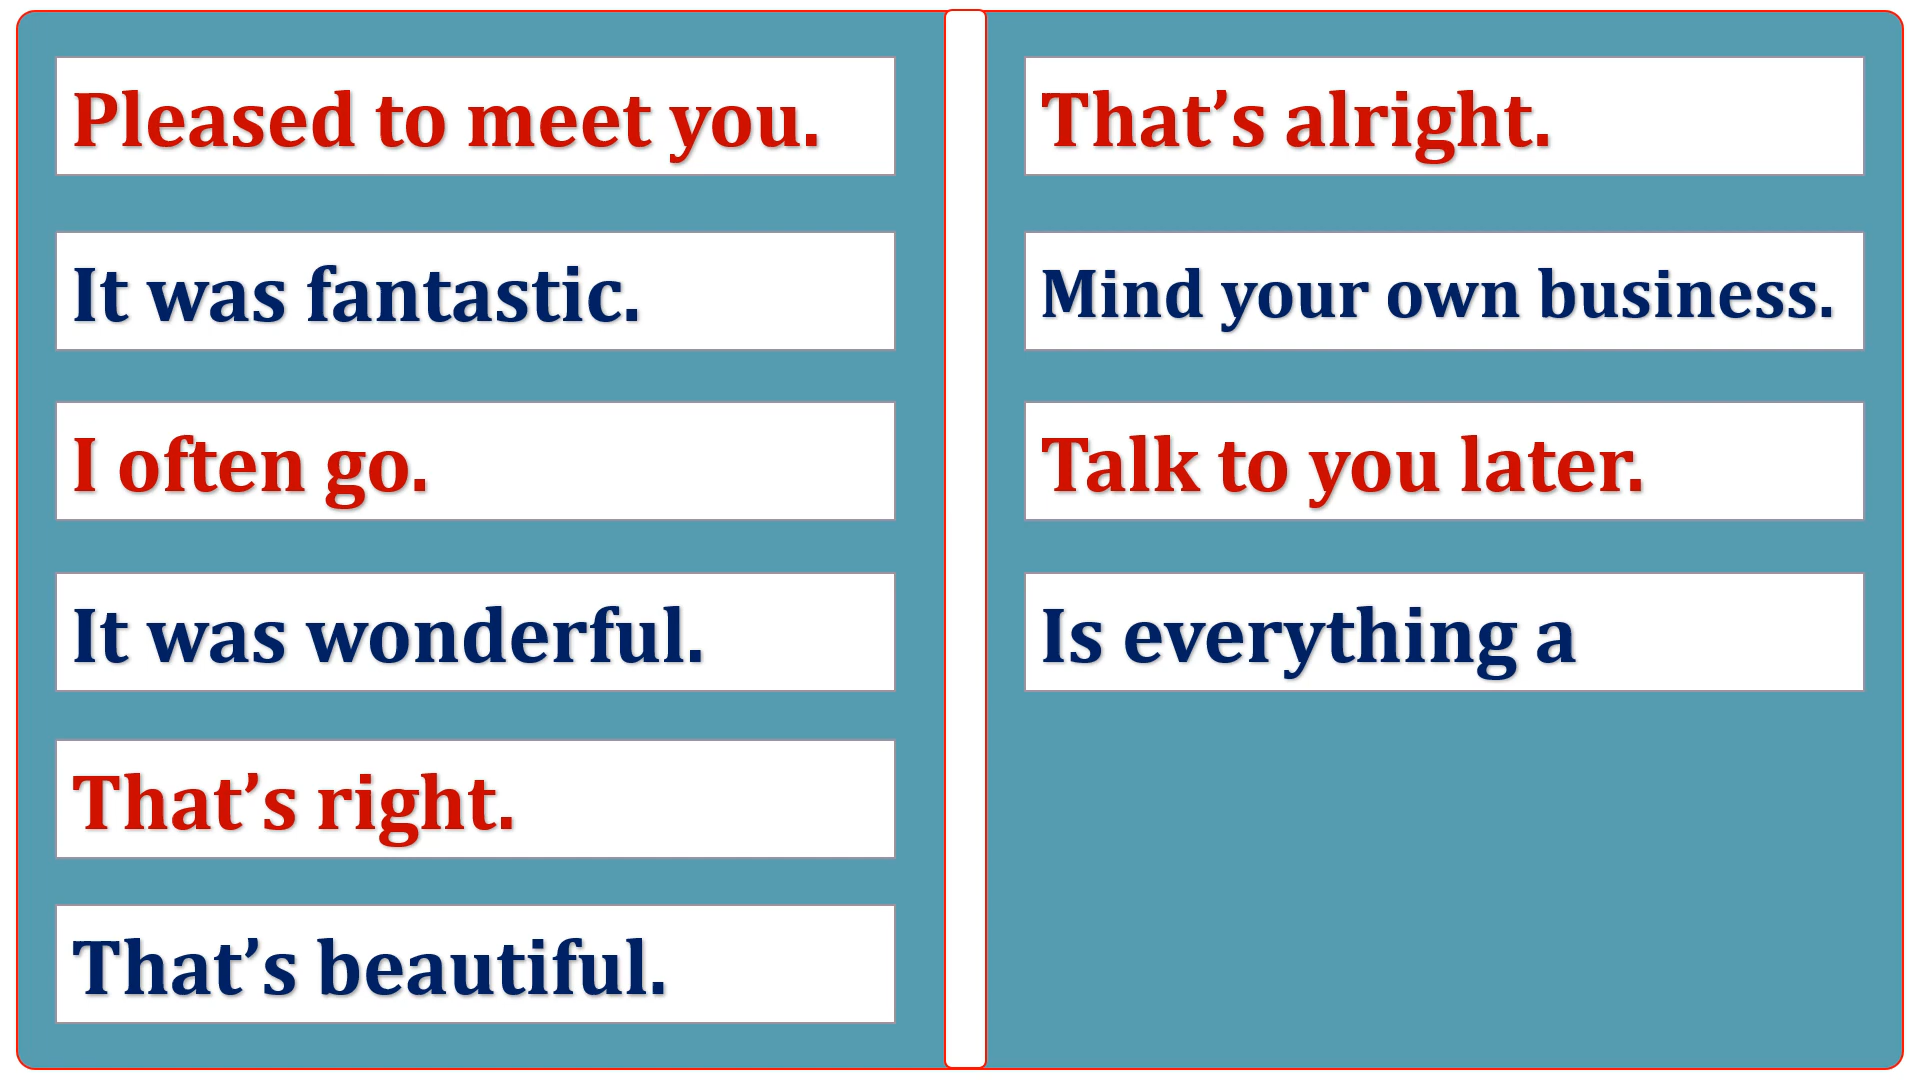 Pleased to meet you.
It was fantastic.
I often go.
It was wonderful.
That’s right.
That’s beautiful.
That’s alright.
Mind your own business.
Talk to you later.
Is everything a